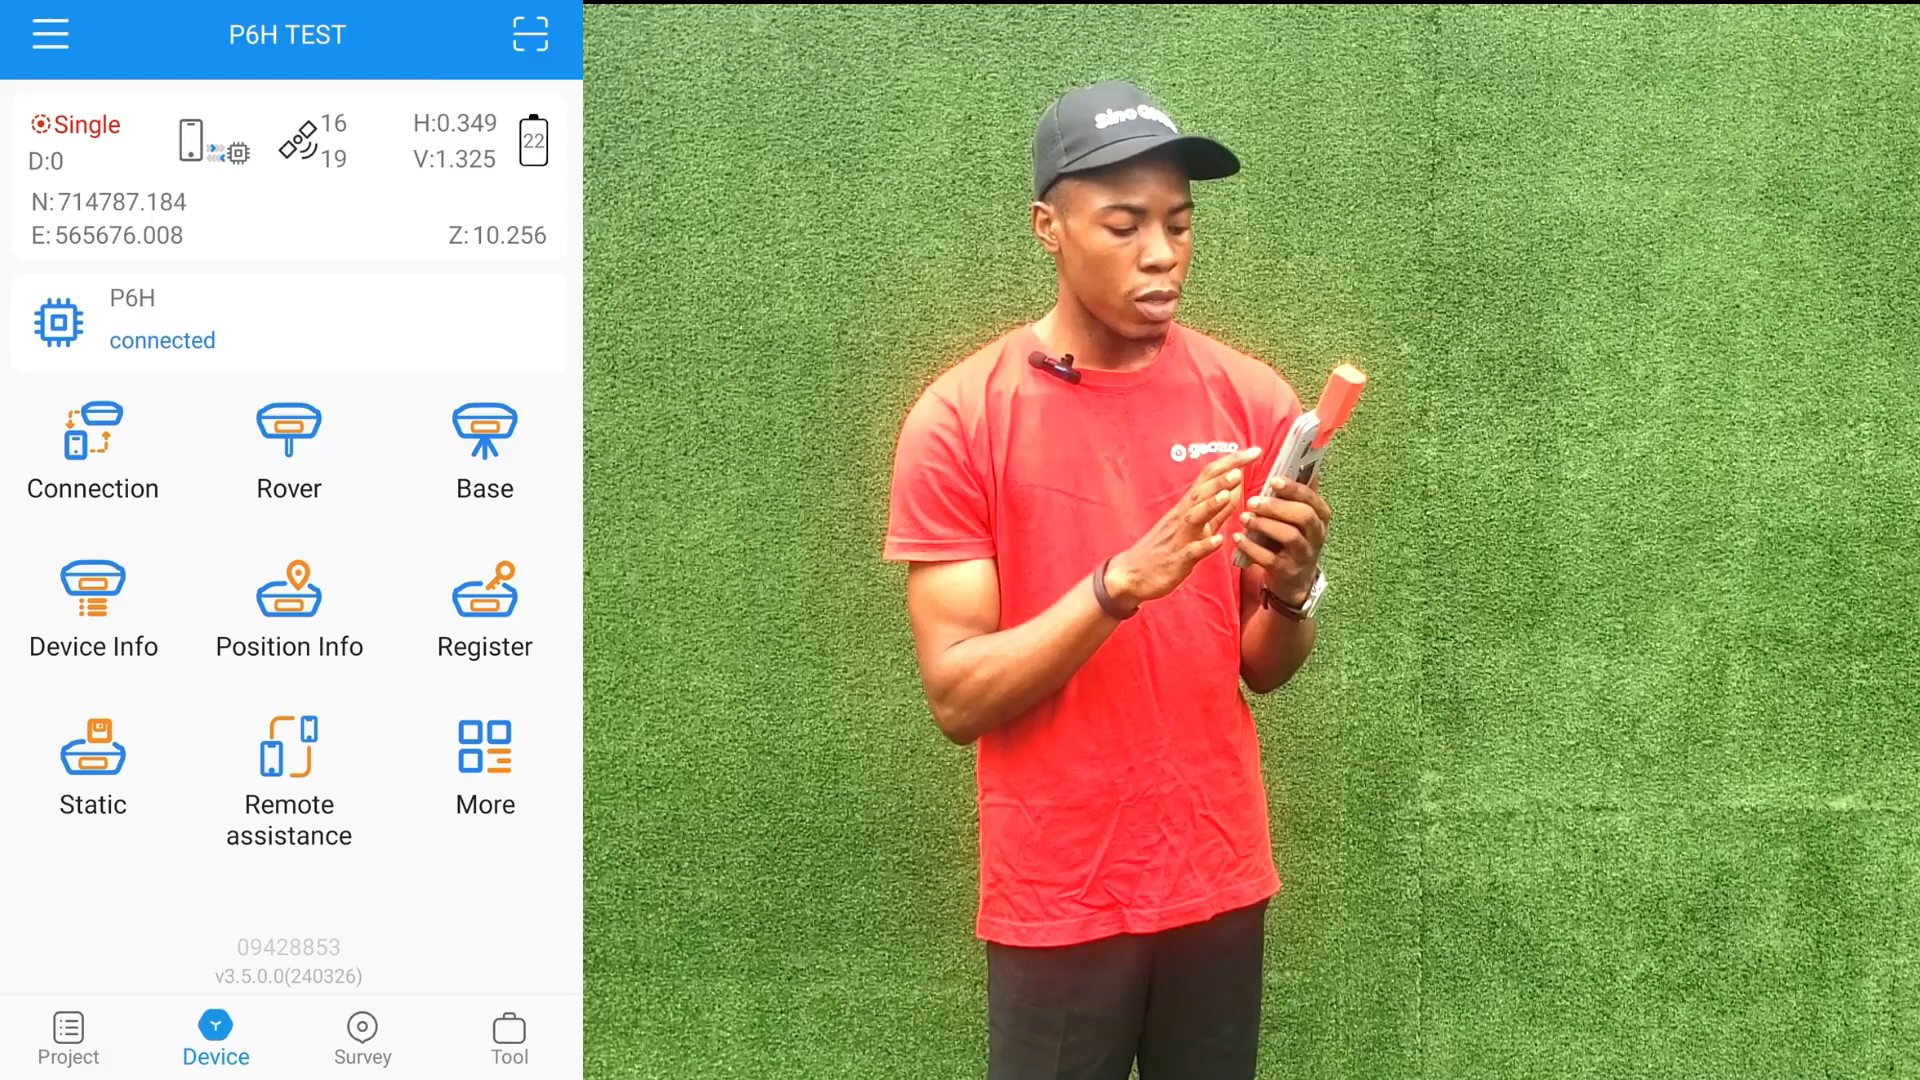 P6H TEST
Single
D:0
16
19
H:0.349
V:1.325
22
N:714787.184
E:565676.008
Z:10.256
P6H
connected
Connection
Rover
Base
Device Info
Position Info
Register
Static
Remote
assistance
More
09428853
v3.5.0.0(240326)
Project
Device
Survey
Tool
Sino